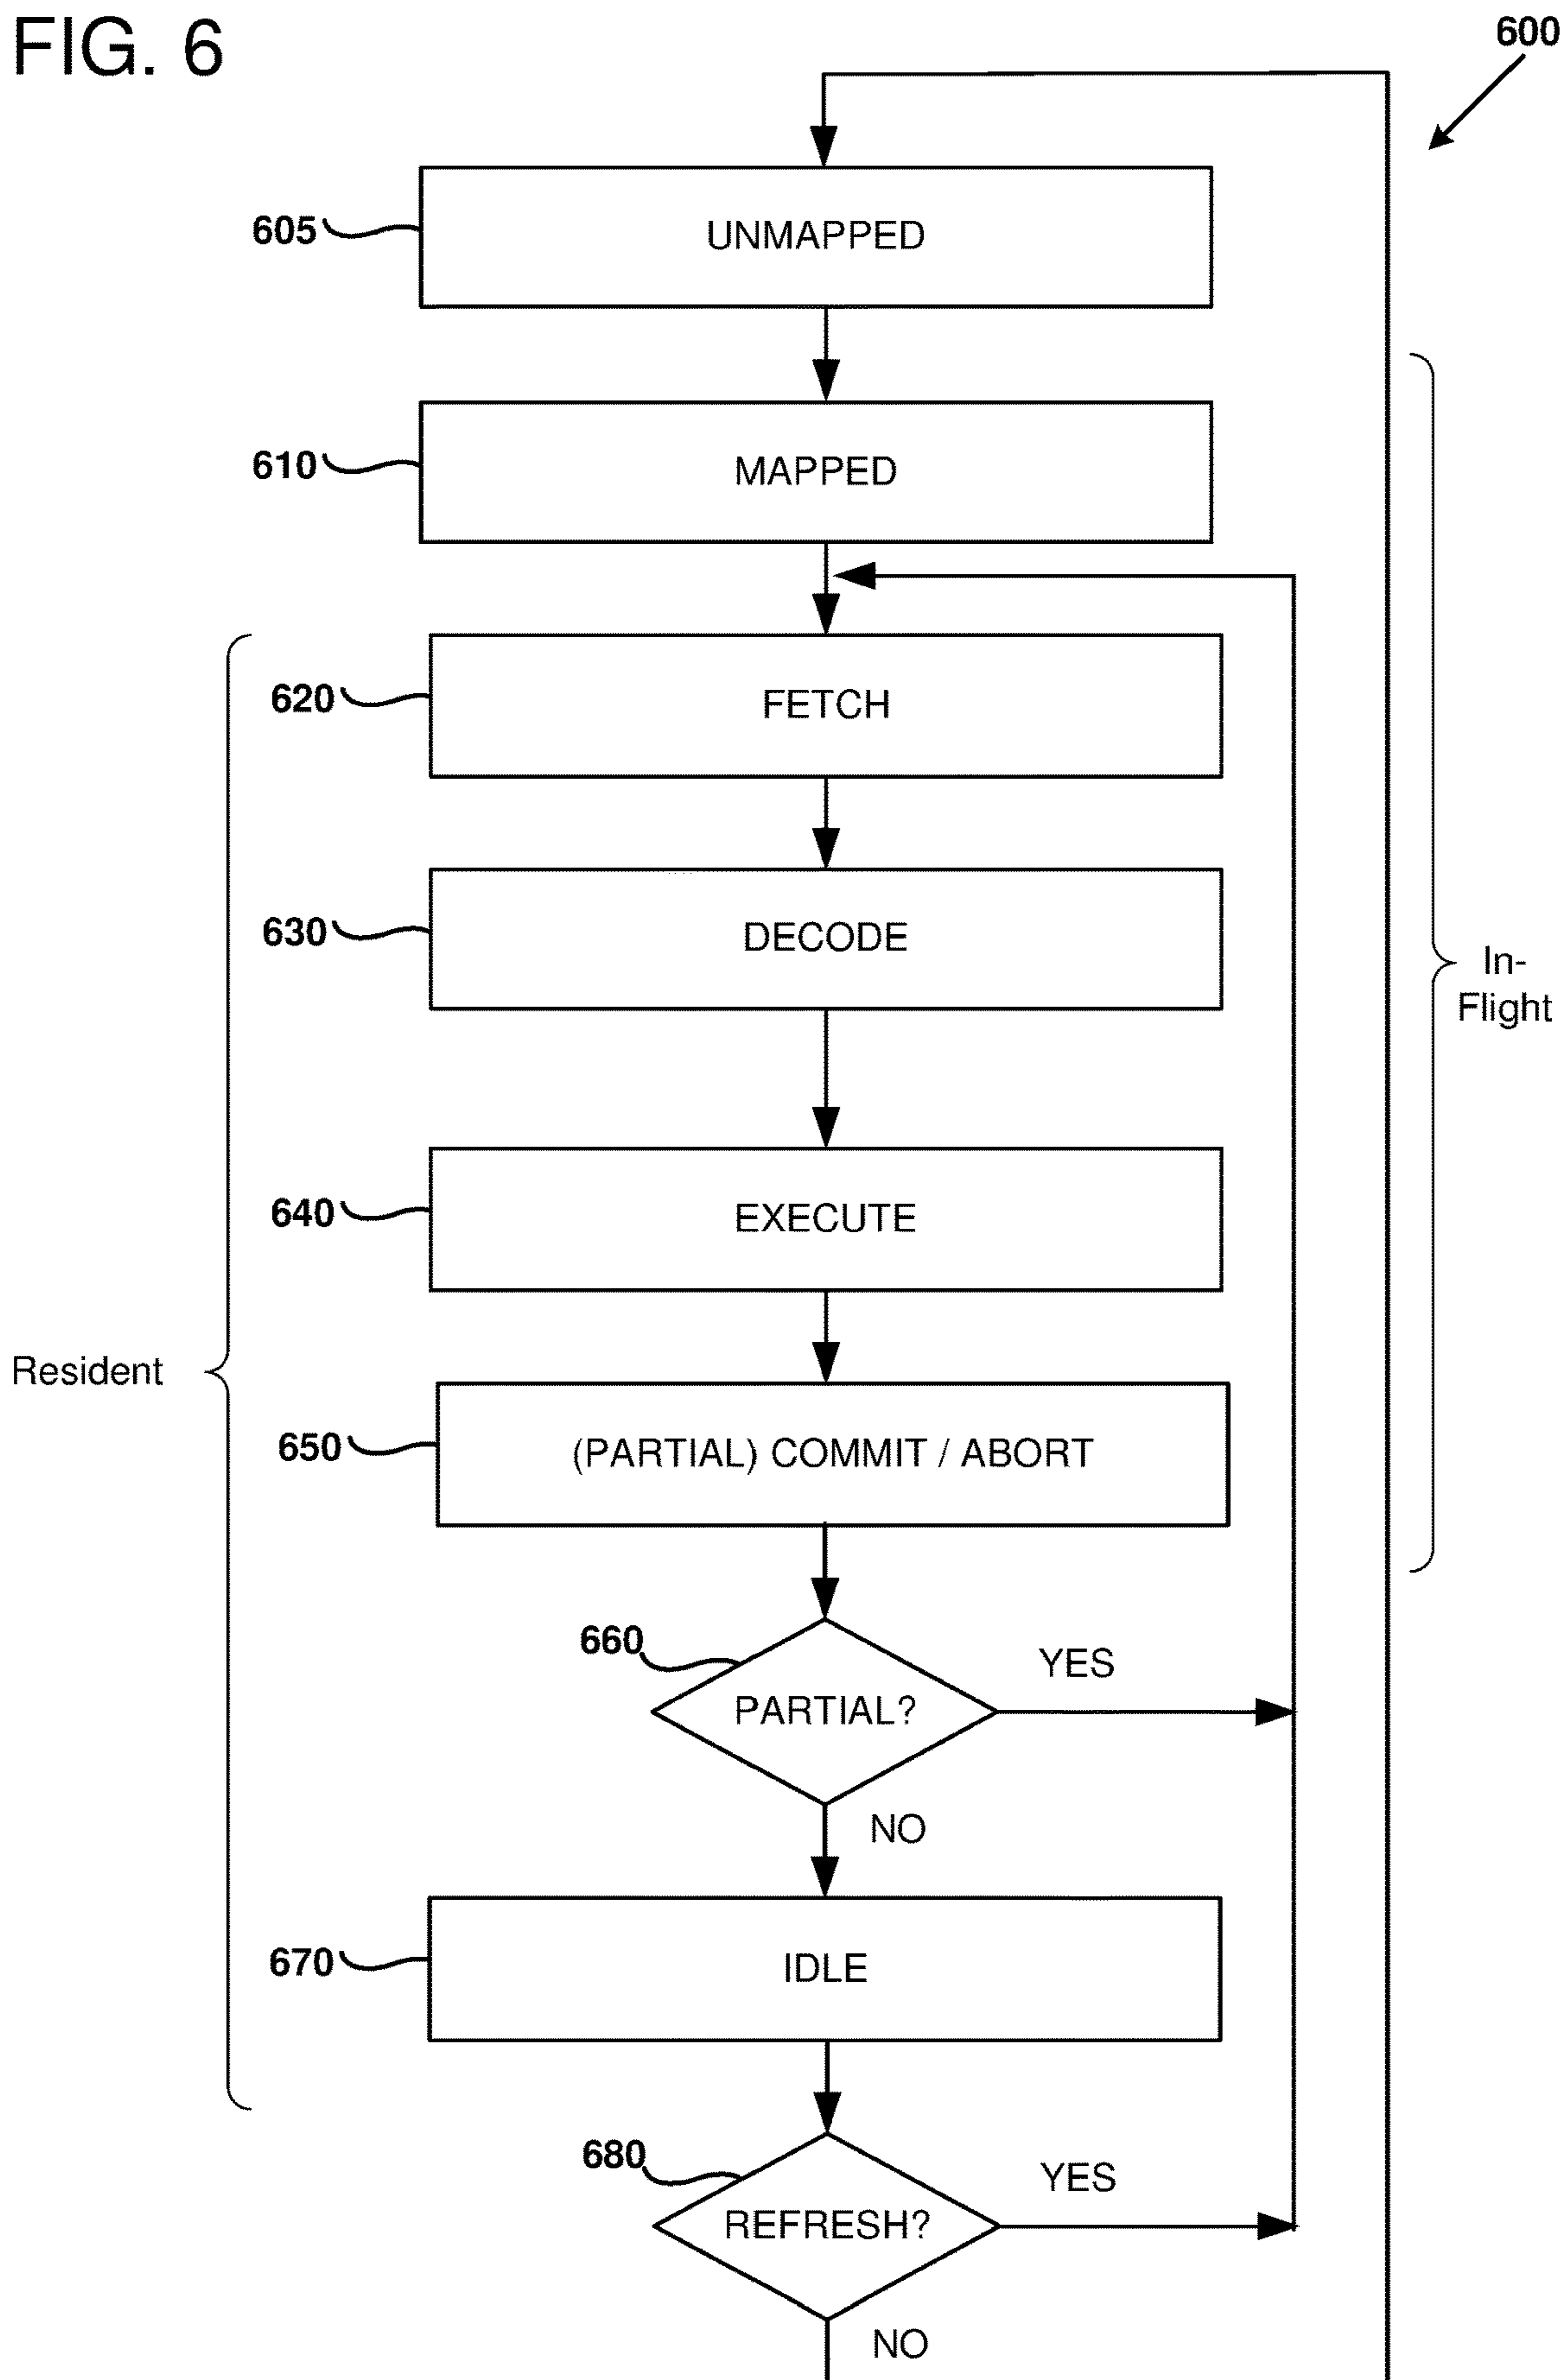 FIG. 6
600
605
UNMAPPED
610
MAPPED
620
FETCH
630
DECODE
In-
Flight
640
EXECUTE
Resident
650
(PARTIAL) COMMIT / ABORT
660
PARTIAL?
YES
NO
670
IDLE
680
REFRESH?
YES
NO